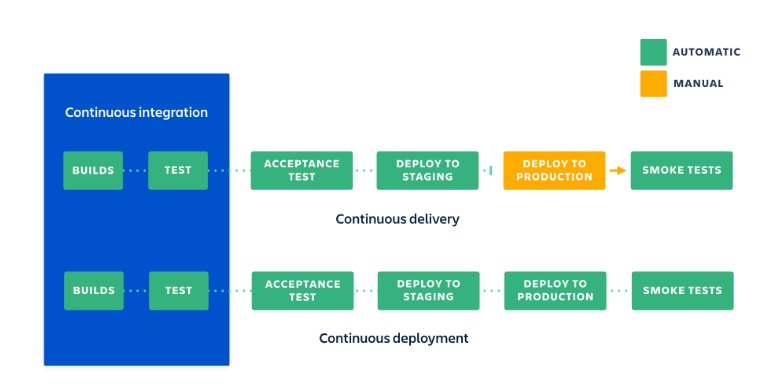 AUTOMATIC
MANUAL
Continuous integration
BUILDS
TEST
ACCEPTANCE
TEST
DEPLOY TO
STAGING
DEPLOY TO
PRODUCTION
SMOKE TESTS
Continuous delivery
BUILDS
TEST
ACCEPTANCE
TEST
DEPLOY TO
STAGING
DEPLOY TO
PRODUCTION
SMOKE TESTS
Continuous deployment